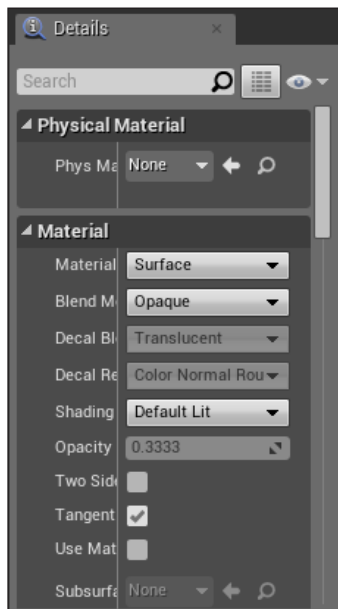 Details
Search
Physical Material
Phys Ma None
Material
Material Surface
Blend M Opaque
Decal Bl Translucent
Decal Re Color Normal Rou
Shading Default Lit
Opacity 0.3333
Two Side
Tangent
Use Mat
Subsurfa None